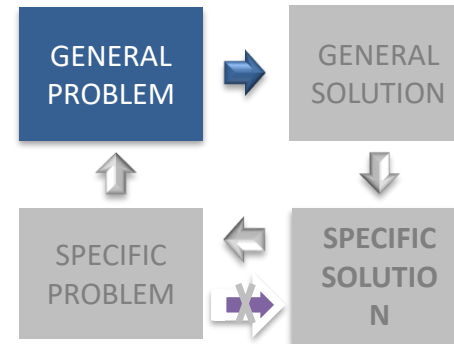 GENERAL
PROBLEM
GENERAL
SOLUTION
SPECIFIC
PROBLEM
SPECIFIC
SOLUTIO
N